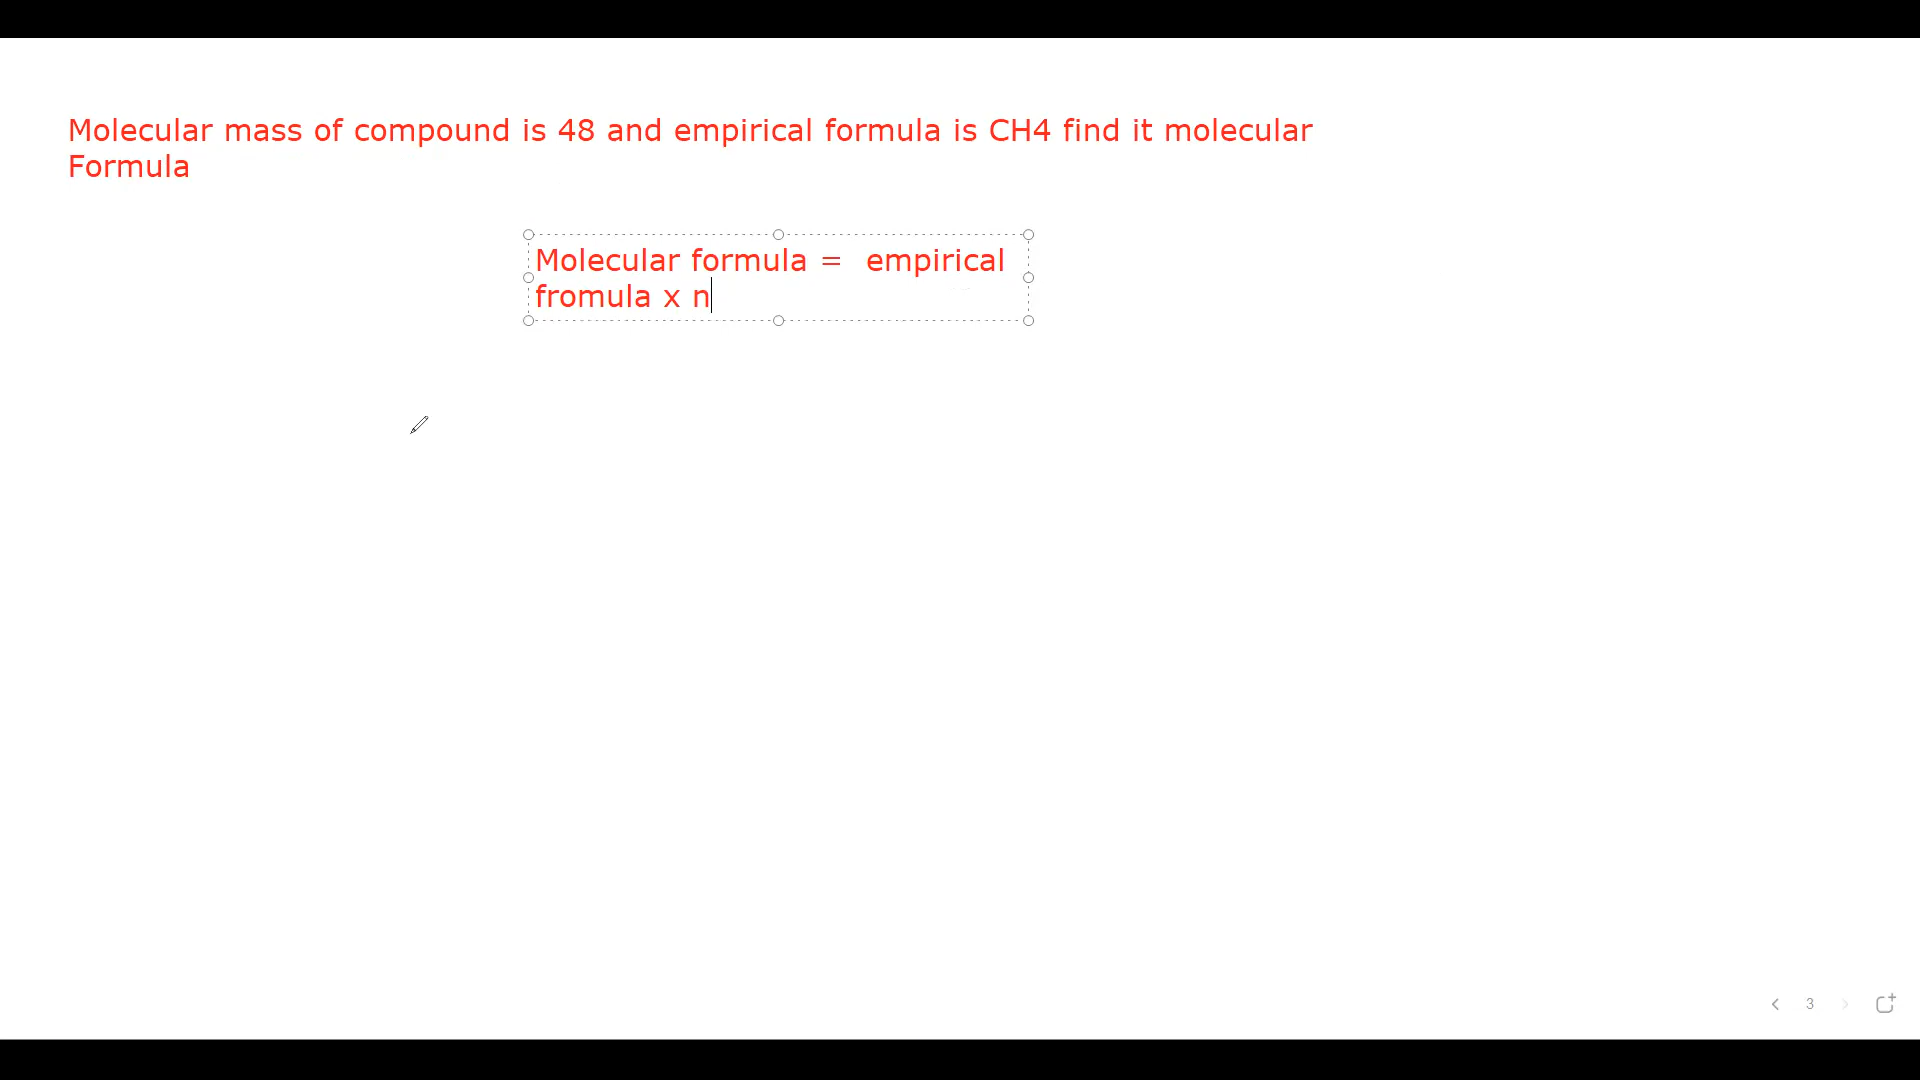 Molecular mass of compound is 48 and empirical formula is CH4 find it molecular
Formula
Molecular formula =  empirical
fromula x n
3